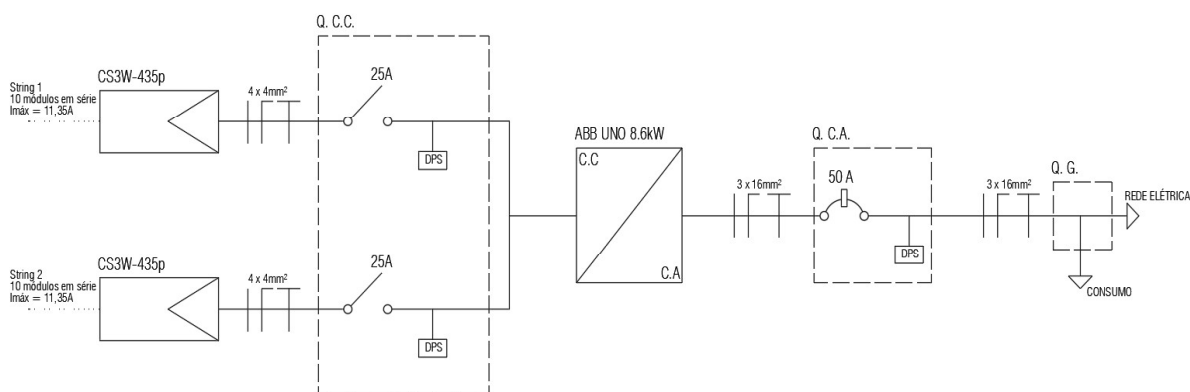 Q. C.C.
CS3W-435p
String 1
10 módulos em série
Imáx = 11,35A
4 x 4mm²
25A
DPS
ABB UNO 8.6kW
C.C
C.A
3 x 16mm²
Q. C.A.
50 A
DPS
3 x 16mm²
Q. G.
REDE ELÉTRICA
CONSUMO
CS3W-435p
String 2
10 módulos em série
Imáx = 11,35A
4 x 4mm²
25A
DPS